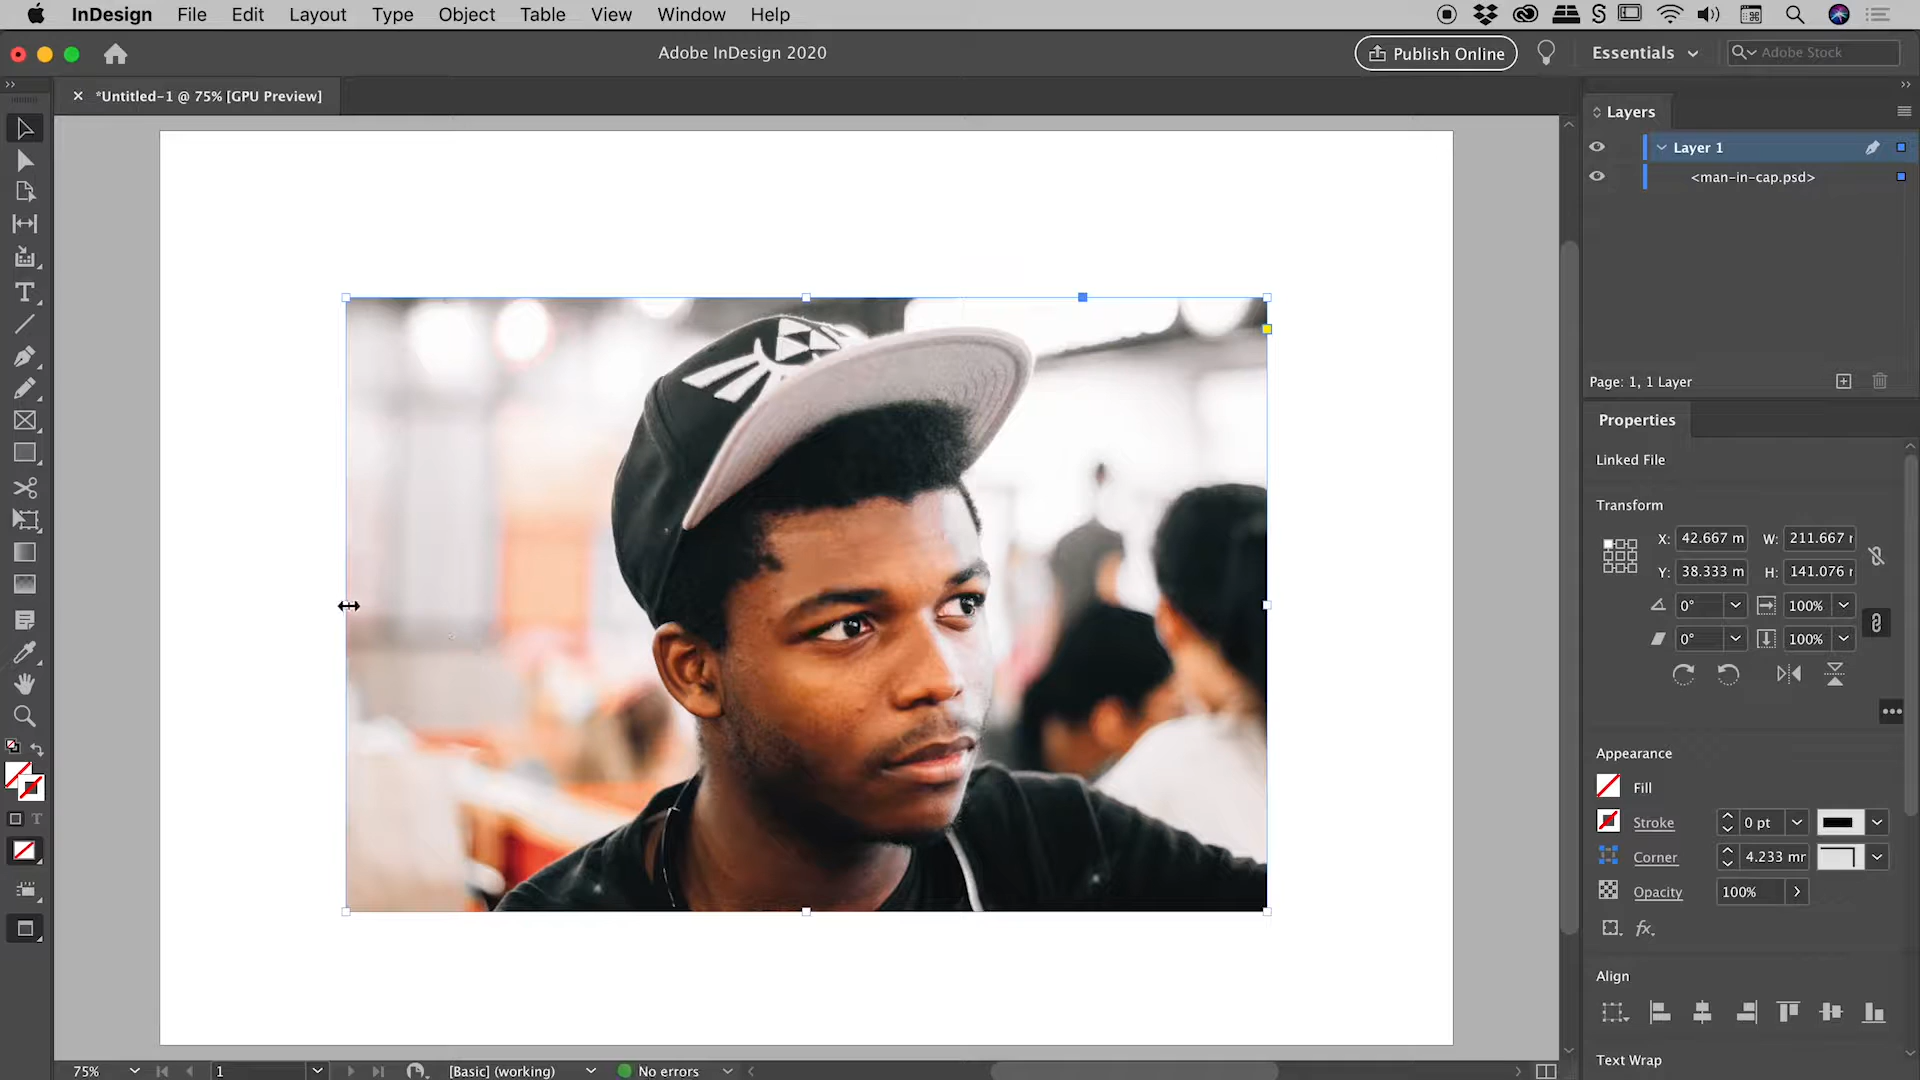 InDesign File Edit Layout Type Object Table View Window Help
Adobe InDesign 2020
Publish Online
Essentials
Adobe Stock
*Untitled-1 @ 75% [GPU Preview]
Layers
Layer 1
<man-in-cap.psd>
Page: 1, 1 Layer
Properties
Linked File
Transform
X: 42.667 m W: 211.667
Y: 38.333 m H: 141.076
0° 100%
0° 100%
Appearance
Fill
Stroke 0 pt
Corner 4.233 mr
Opacity 100%
fx
Align
Text Wrap
75% 1 [Basic] (working) No errors